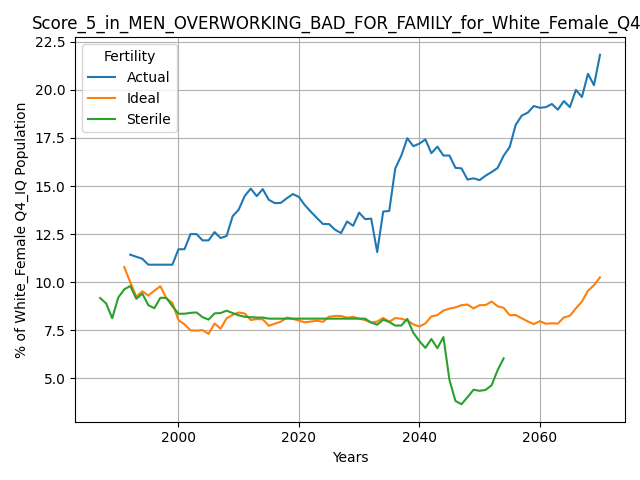 Score_5_in_MEN_OVERWORKING_BAD_FOR_FAMILY_for_White_Female_Q4
Fertility
Actual
Ideal
Sterile
% of White_Female Q4_IQ Population
22.5
20.0
17.5
15.0
12.5
10.0
7.5
5.0
2000
2020
2040
2060
Years